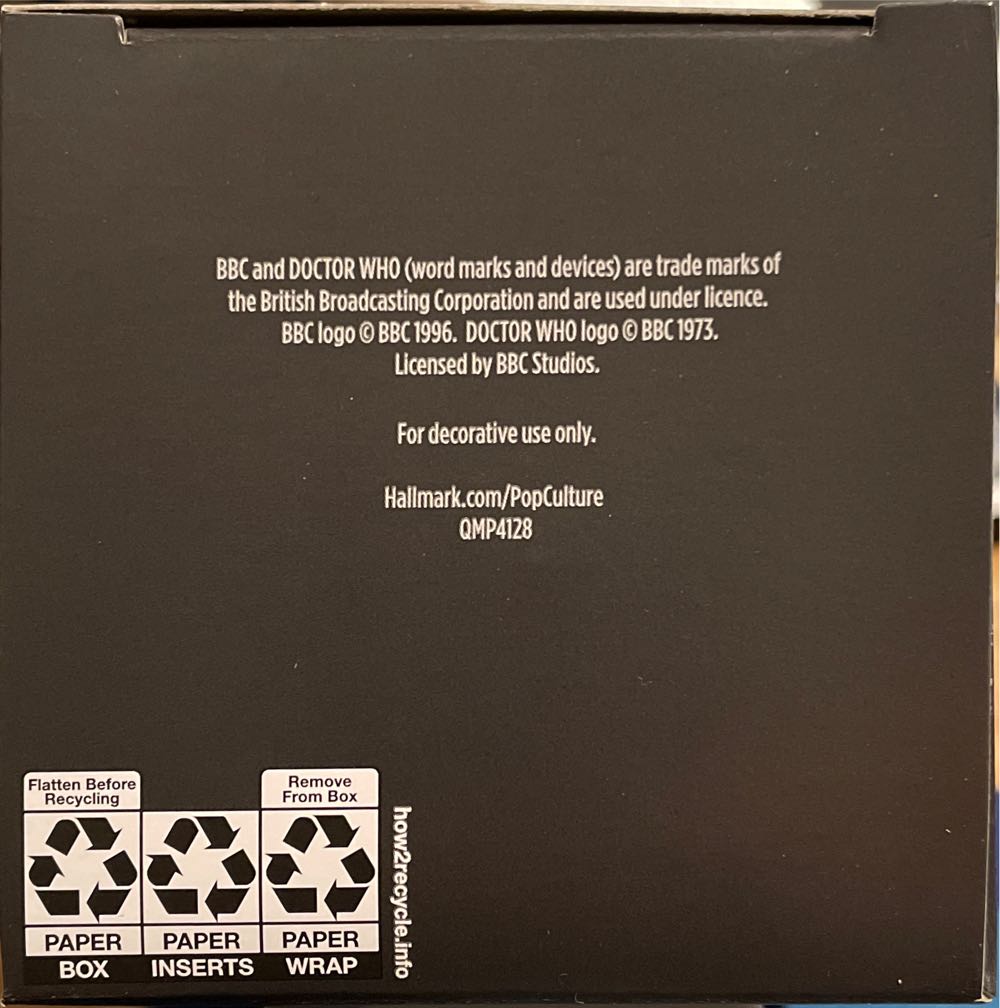 BBC and DOCTOR WHO (word marks and devices) are trade marks of
the British Broadcasting Corporation and are used under licence.
BBC logo © BBC 1996. DOCTOR WHO logo © BBC 1973.
Licensed by BBC Studios.
For decorative use only.
Hallmark.com/PopCulture
QMP4128
Flatten Before
Recycling
PAPER
BOX
PAPER
INSERTS
Remove
From Box
PAPER
WRAP
how2recycle.info